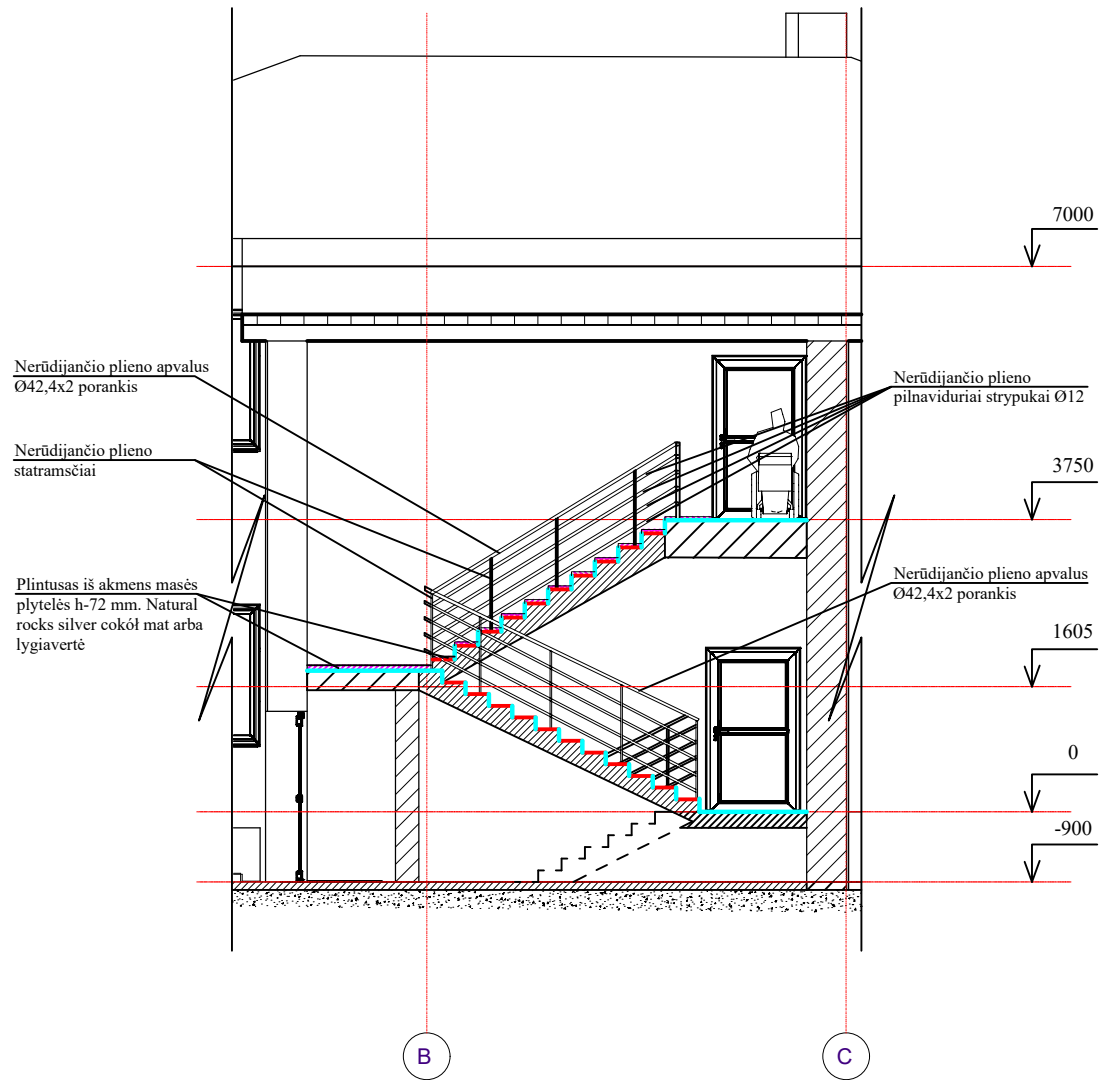 7000
Nerūdijančio plieno apvalus
Ø42,4x2 porankis
Nerūdijančio plieno
pilnaviduriai strypukai Ø12
Nerūdijančio plieno
statramsčiai
3750
Plintusas iš akmens masės
plytelės h-72 mm. Natural
rocks silver cokół mat arba
lygiavertė
Nerūdijančio plieno apvalus
Ø42,4x2 porankis
1605
0
-900
B
C